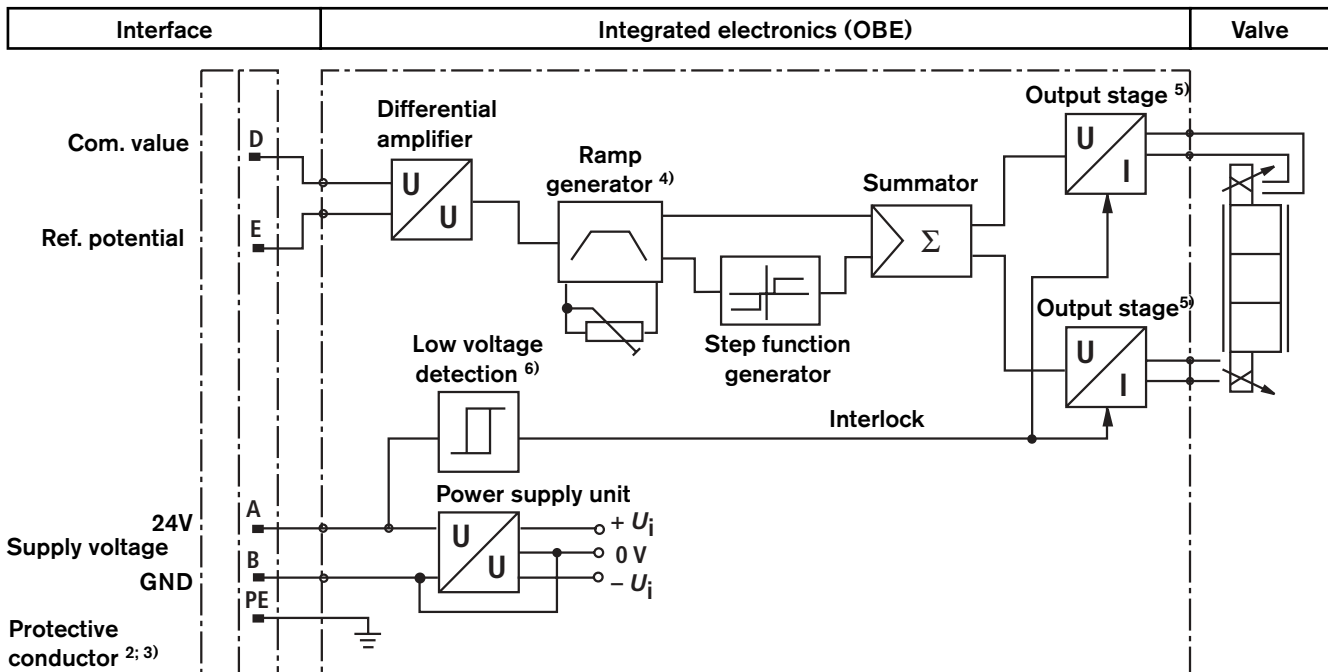 Interface
Integrated electronics (OBE)
Valve
Differential
amplifier
Output stage 5)
Com. value
D
U
U
Ramp
generator 4)
Summator
U
I
Σ
Ref. potential
E
Low voltage
detection 6)
Step function
generator
Output stage5)
U
I
Interlock
Power supply unit
24V
A
Supply voltage
U
U
+ Ui
0 V
– Ui
GND
B
PE
Protective
conductor 2; 3)